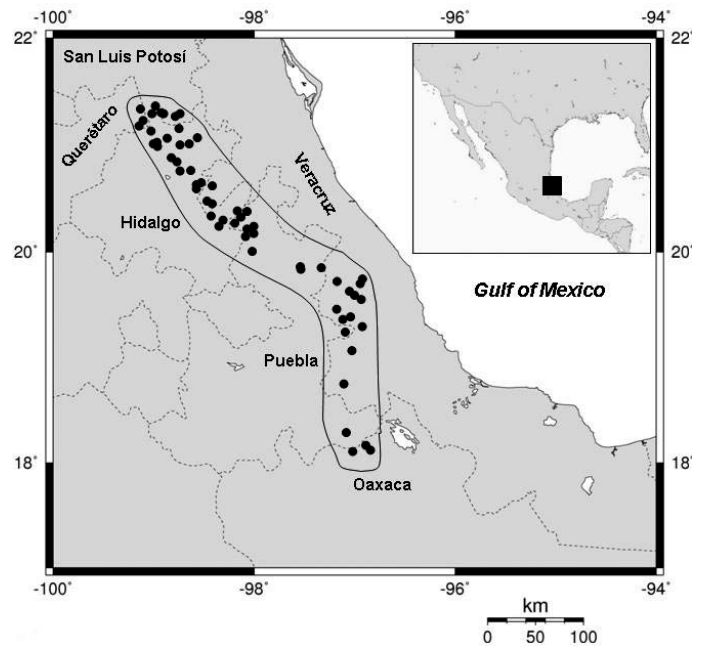 -100 -98 -96 -94
22˚ 22˚
San Luis Potosí
Querétaro
Veracruz
Hidalgo
20˚ 20˚
Gulf of Mexico
Puebla
18˚ 18˚
Oaxaca
-100 -98 -96 -94
km
0 50 100